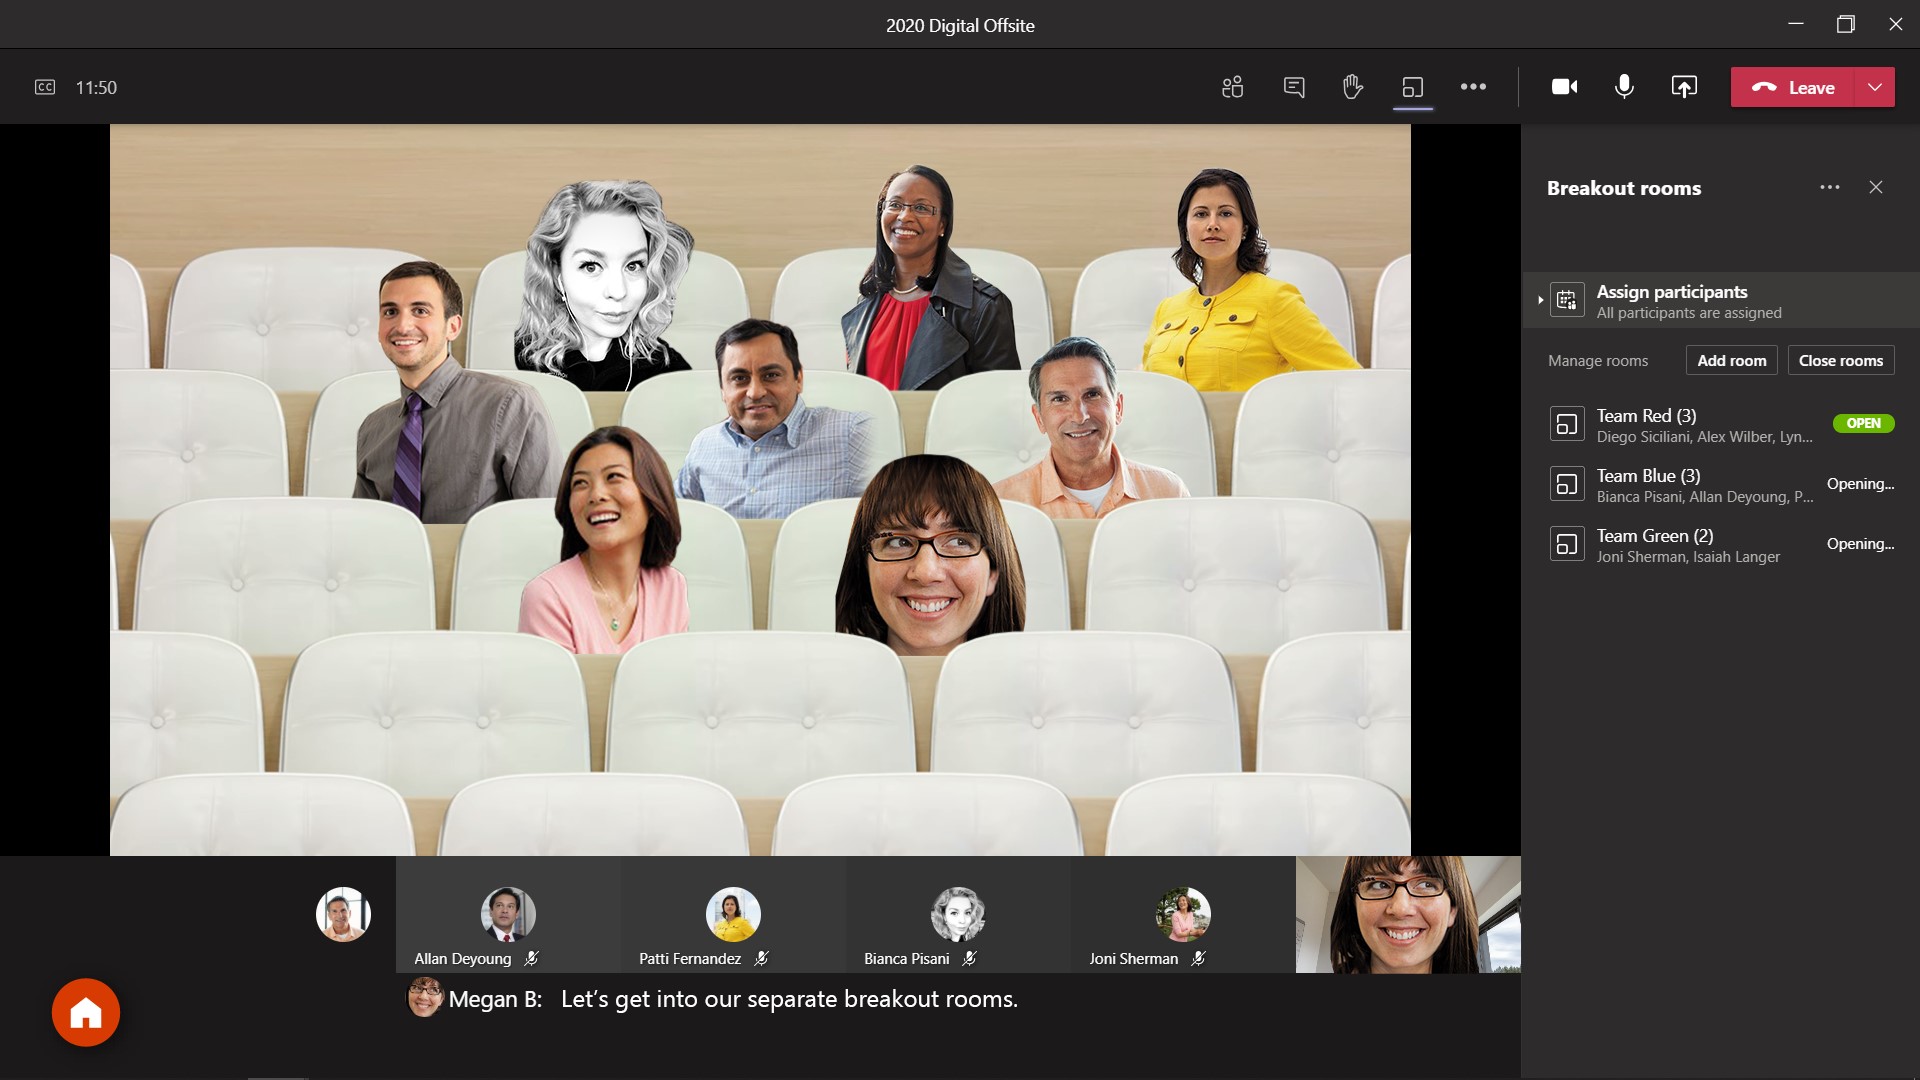 2020 Digital Offsite
CC 11:50
Leave
Breakout rooms
Assign participants
All participants are assigned
Manage rooms Add room Close rooms
Team Red (3)
Diego Siciliani, Alex Wilber, Lyn...
OPEN
Team Blue (3)
Bianca Pisani, Allan Deyoung, P...
Opening...
Team Green (2)
Joni Sherman, Isaiah Langer
Opening...
Allan Deyoung
Patti Fernandez
Bianca Pisani
Joni Sherman
Megan B: Let’s get into our separate breakout rooms.